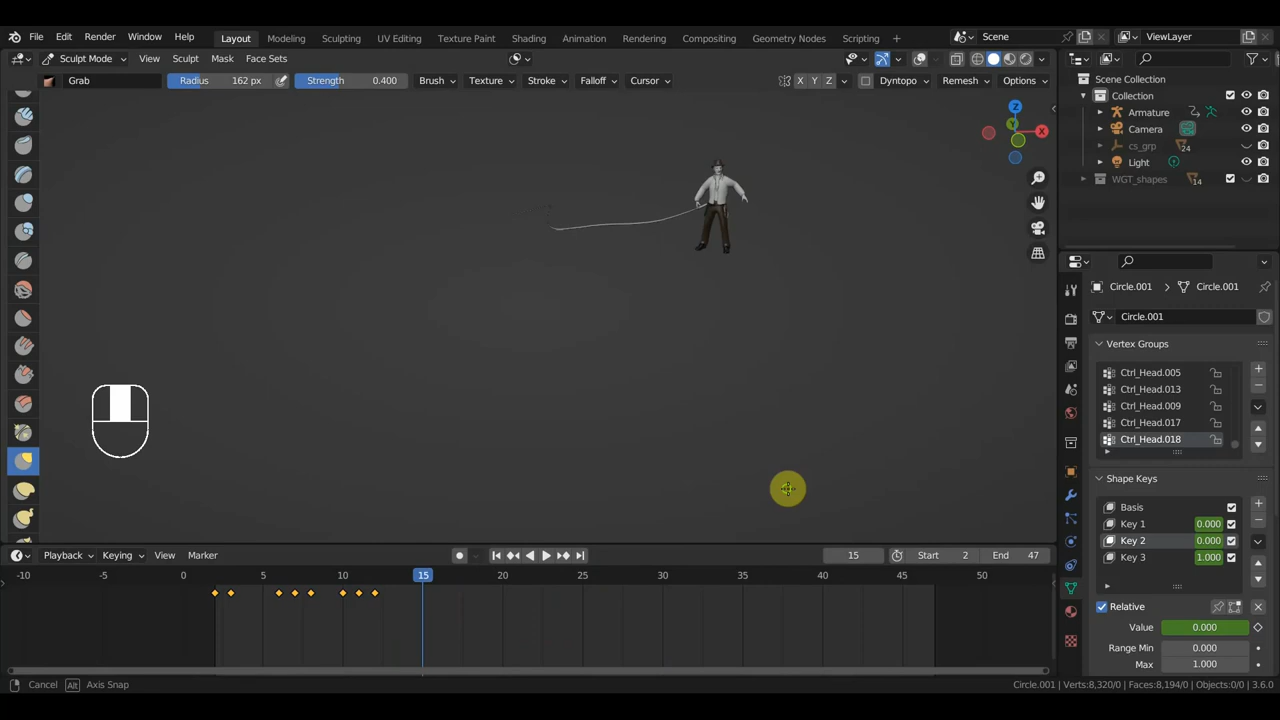 File Edit Render Window Help Layout Modeling Sculpting UV Editing Texture Paint Shading Animation Rendering Compositing Geometry Nodes Scripting + Scene ViewLayer
Sculpt Mode View Sculpt Mask Face Sets
Grab Radius 162 px Strength 0.400 Brush Texture Stroke Falloff Cursor X Y Z Dyntopo Remesh Options
Scene Collection
Collection
Armature
Camera
cs_grp 24
Light
WGT_shapes 14
Z
Y
X
Circle.001 > Circle.001
Circle.001
Vertex Groups
Ctrl_Head.005
Ctrl_Head.013
Ctrl_Head.009
Ctrl_Head.017
Ctrl_Head.018
Shape Keys
Basis
Key 1 0.000
Key 2 0.000
Key 3 1.000
Relative
Value 0.000
Range Min 0.000
Max 1.000
Playback Keying View Marker 15 Start 2 End 47
-10 -5 0 5 10 15 20 25 30 35 40 45 50
Cancel Alt Axis Snap Circle.001 | Verts:8,320/0 | Faces:8,194/0 | Objects:0/0 | 3.6.0